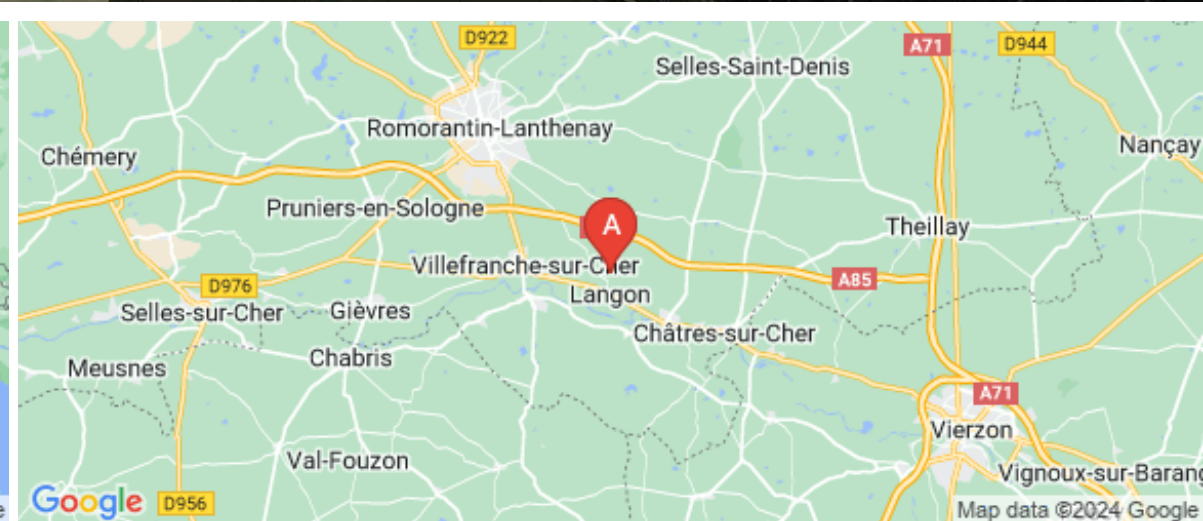 D922
A71
D944
Selles-Saint-Denis
Romorantin-Lanthenay
Nançay
Chémery
Pruniers-en-Sologne
A
Theillay
Villefranche-sur-Cher
A85
D976
Langon
Selles-sur-Cher
Gièvres
Châtres-sur-Cher
Chabris
Meusnes
A71
Vierzon
Val-Fouzon
Vignoux-sur-Barang
Google
D956
Map data ©2024 Google